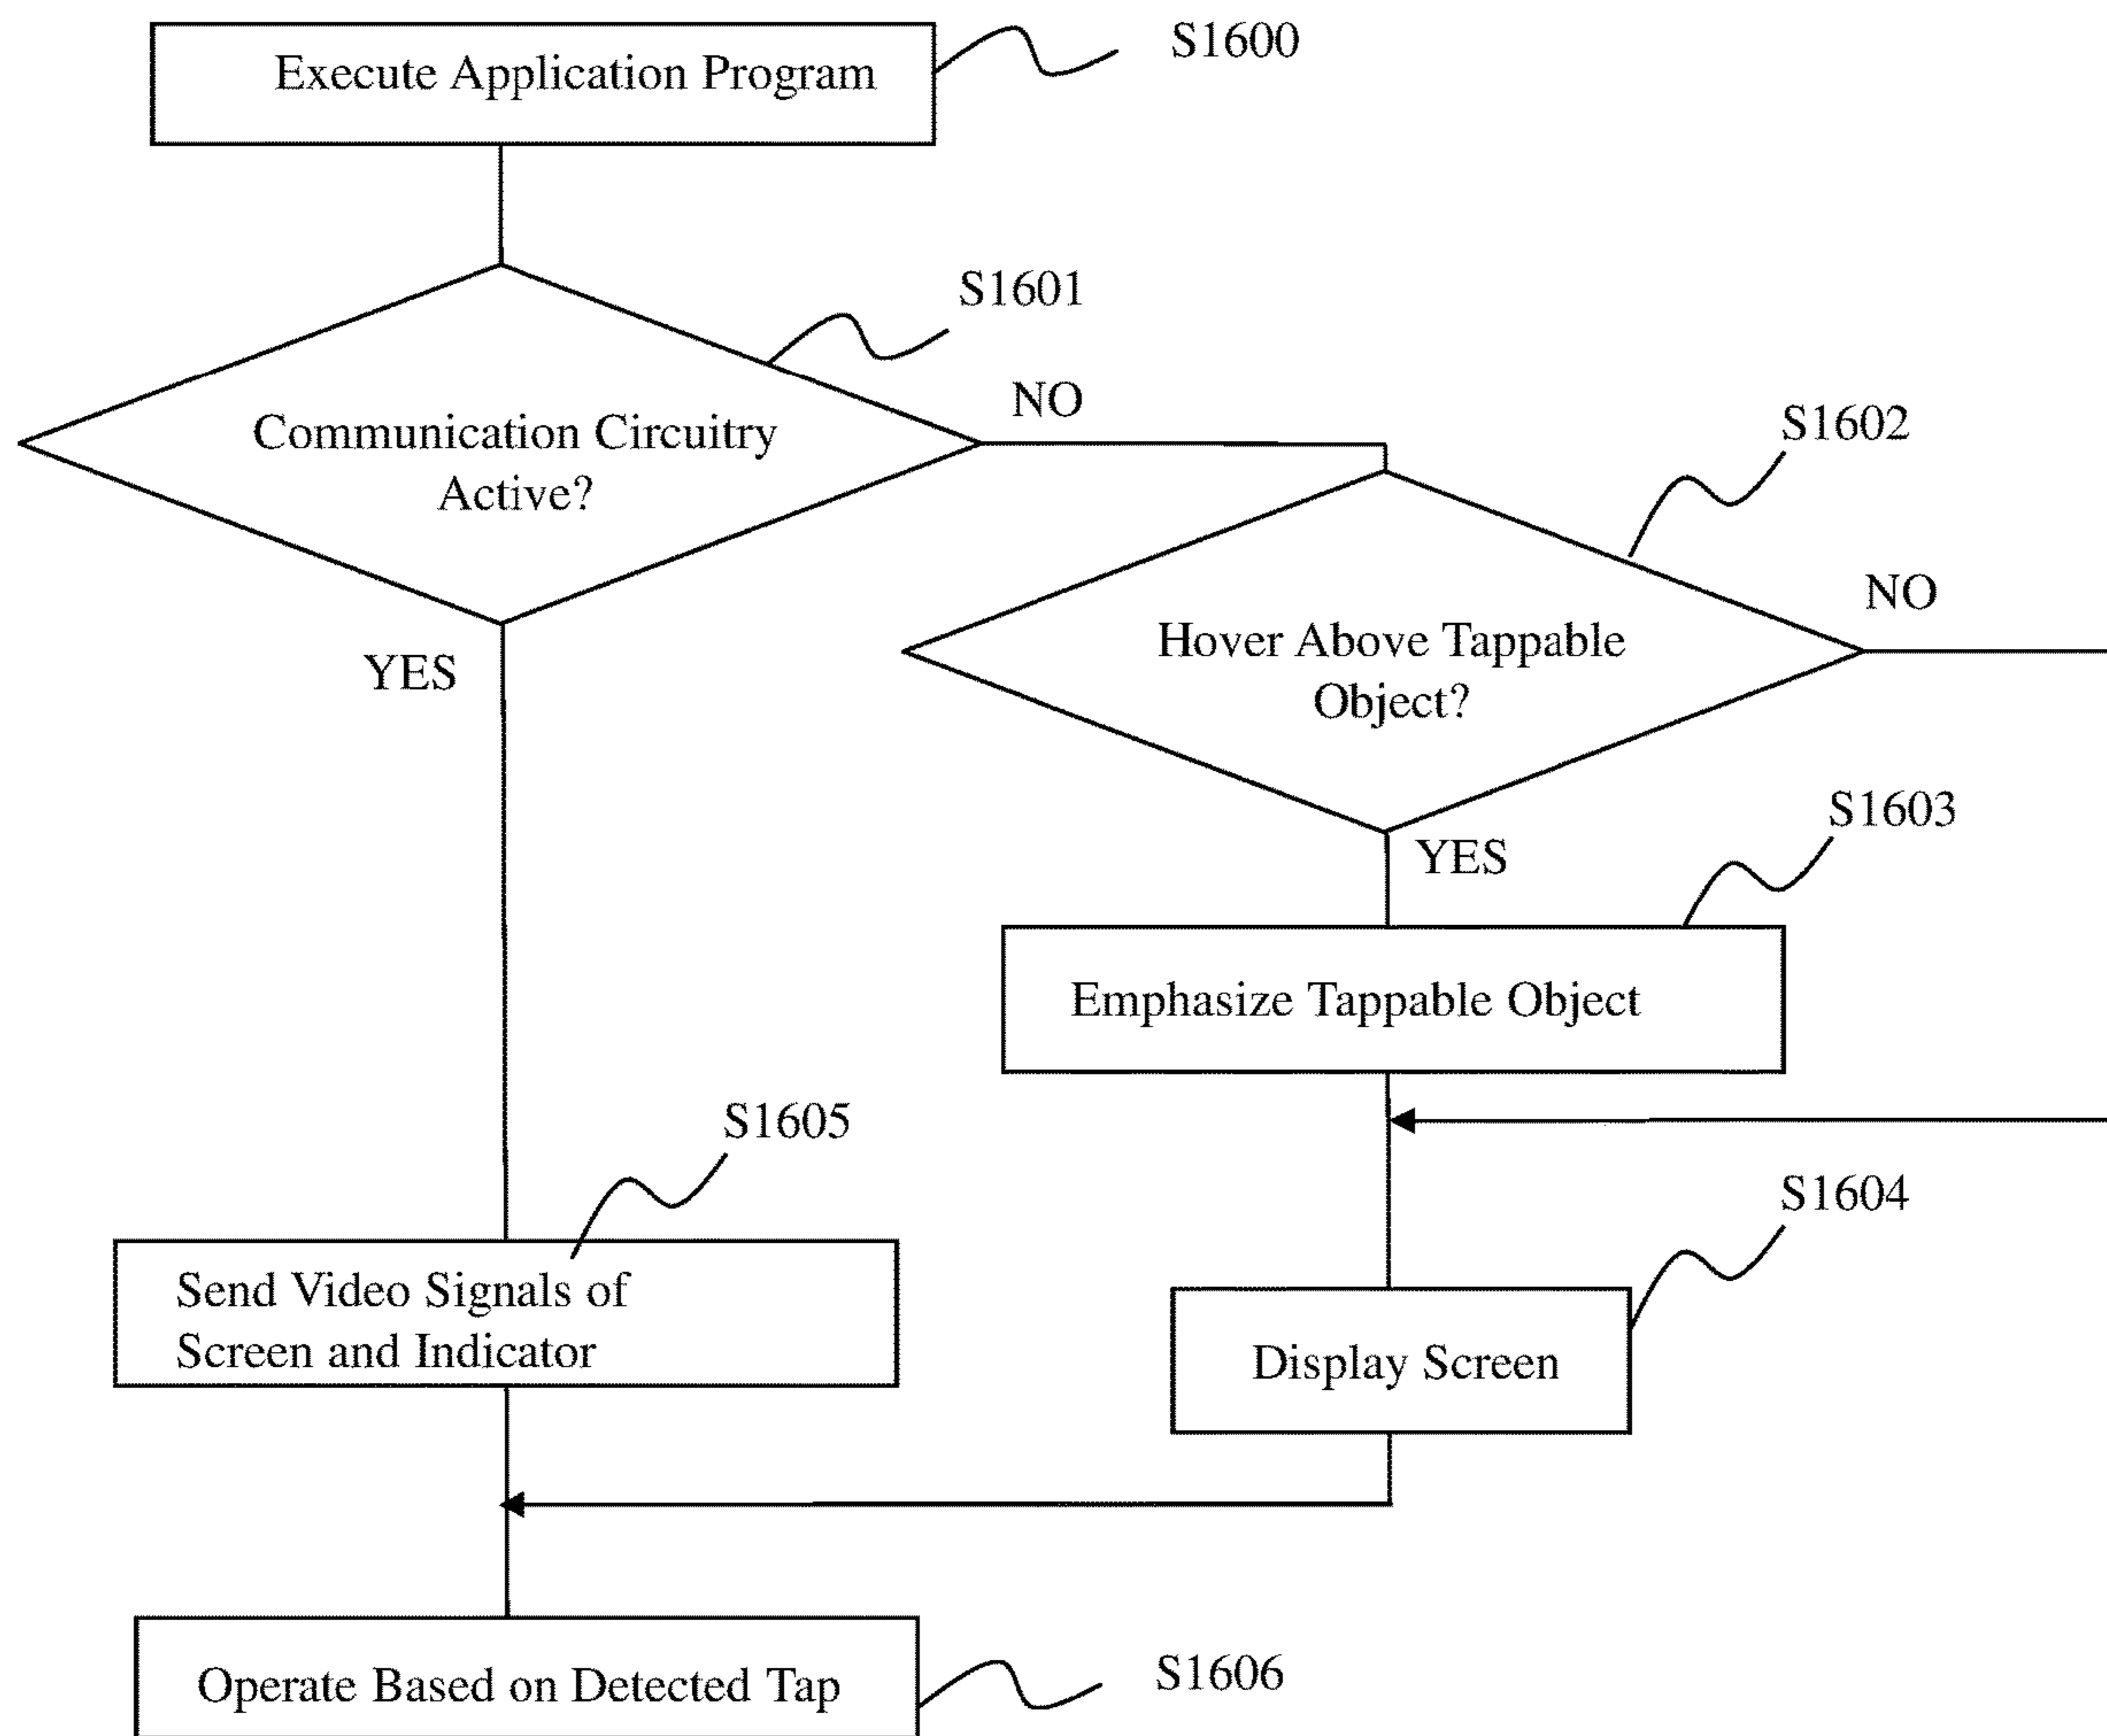 Execute Application Program
S1600
S1601
Communication Circuitry
Active?
NO
YES
S1602
Hover Above Tappable
Object?
NO
YES
S1603
Emphasize Tappable Object
S1605
Send Video Signals of
Screen and Indicator
S1604
Display Screen
Operate Based on Detected Tap
S1606